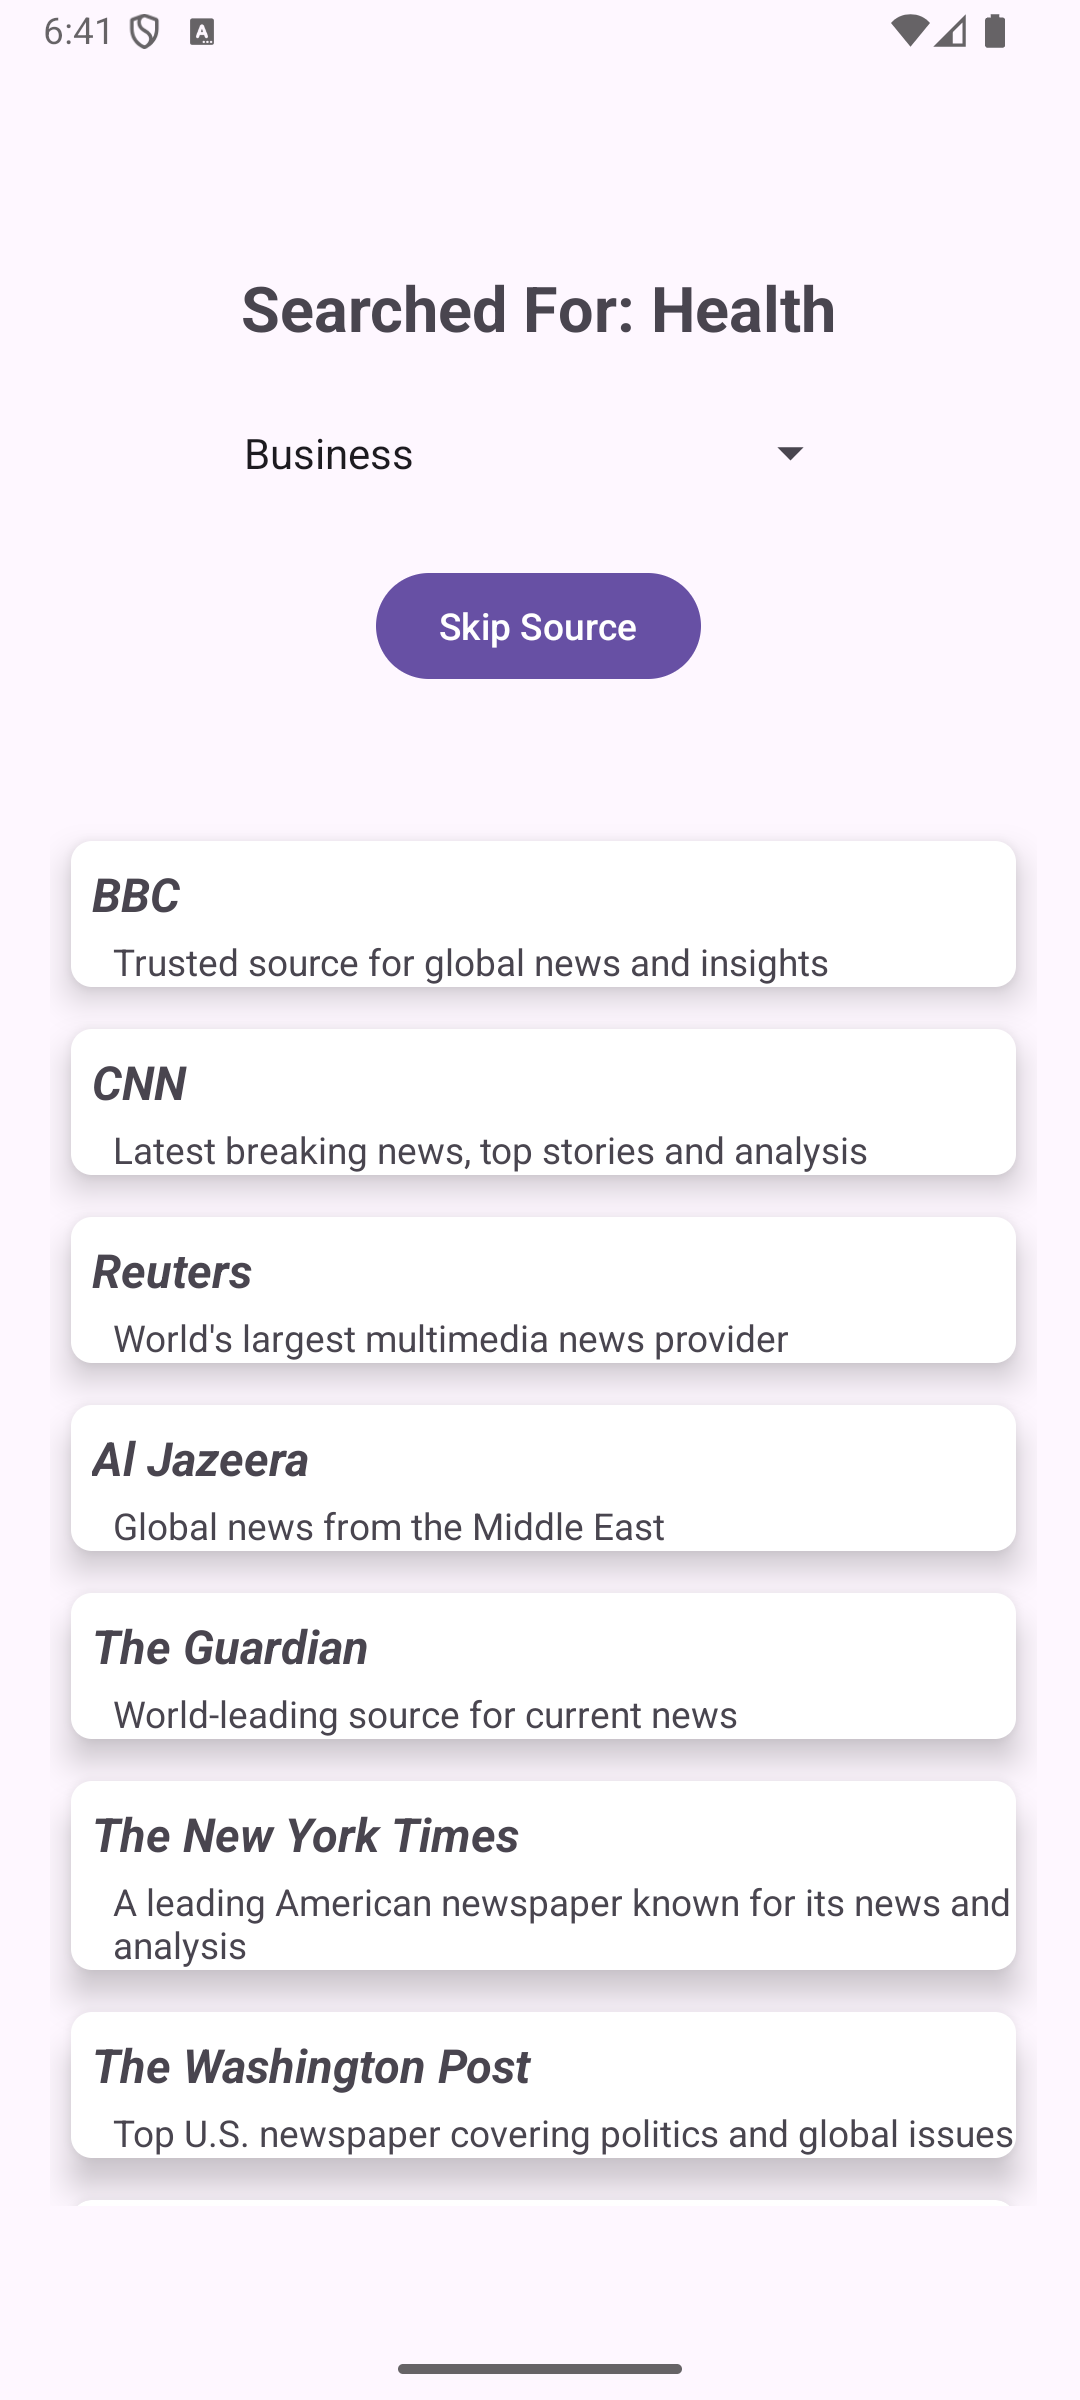 6:41
Searched For: Health
Business
Skip Source
BBC
Trusted source for global news and insights
CNN
Latest breaking news, top stories and analysis
Reuters
World's largest multimedia news provider
Al Jazeera
Global news from the Middle East
The Guardian
World-leading source for current news
The New York Times
A leading American newspaper known for its news and
analysis
The Washington Post
Top U.S. newspaper covering politics and global issues